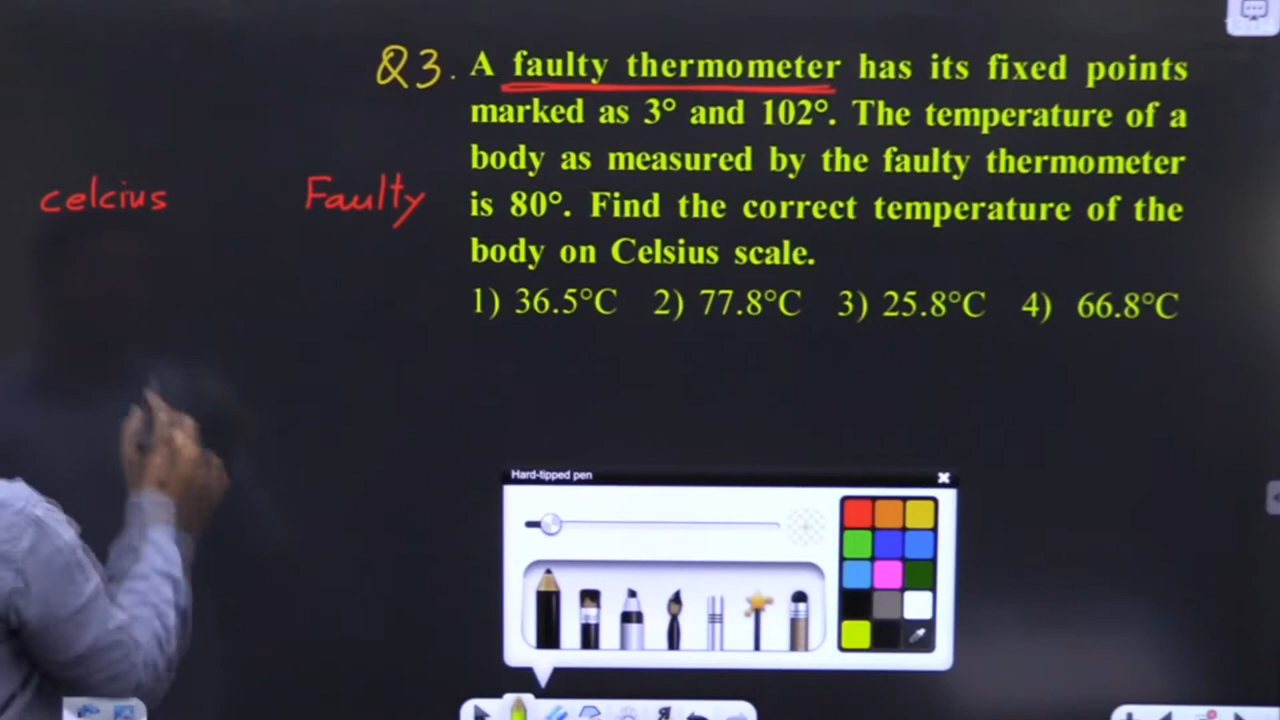 Q3. A faulty thermometer has its fixed points
marked as 3° and 102°. The temperature of a
body as measured by the faulty thermometer
is 80°. Find the correct temperature of the
body on Celsius scale.
1) 36.5°C 2) 77.8°C 3) 25.8°C 4) 66.8°C
celcius Faulty
Hard-tipped pen